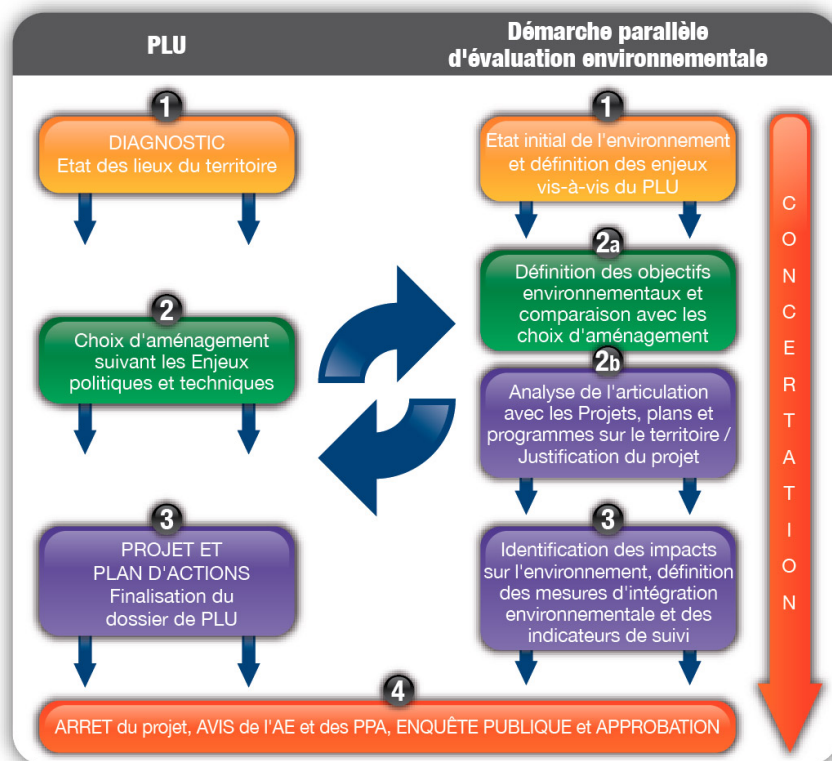 PLU
Démarche parallèle
d'évaluation environnementale
1
DIAGNOSTIC
Etat des lieux du territoire
2
Choix d'aménagement
suivant les Enjeux
politiques et techniques
3
PROJET ET
PLAN D'ACTIONS
Finalisation du
dossier de PLU
1
Etat initial de l'environnement
et définition des enjeux
vis-à-vis du PLU
2a
Définition des objectifs
environnementaux et
comparaison avec les
choix d'aménagement
2b
Analyse de l'articulation
avec les Projets, plans et
programmes sur le territoire /
Justification du projet
3
Identification des impacts
sur l'environnement, définition
des mesures d'intégration
environnementale et des
indicateurs de suivi
4
ARRET du projet, AVIS de l'AE et des PPA, ENQUÊTE PUBLIQUE et APPROBATION
CONCERTATION